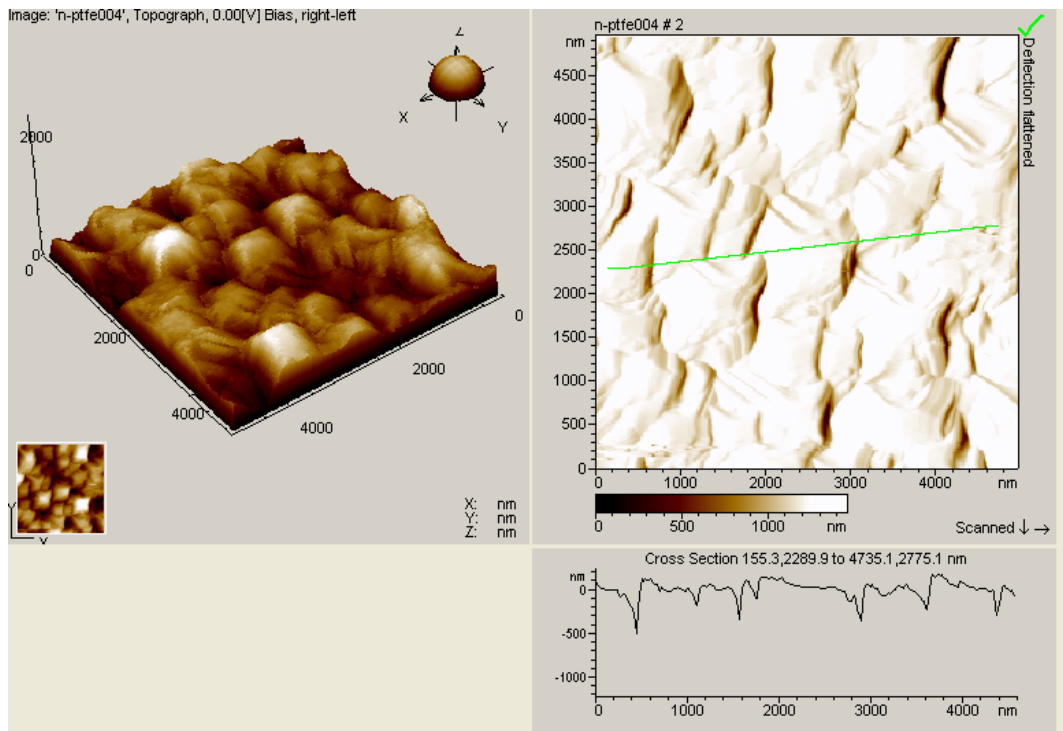 Image: 'n-ptfe004', Topograph, 0.00[V] Bias, right-left
Z
X
Y
2000
0
0
2000
4000
4000
2000
0
Y
X: nm
Y: nm
Z: nm
n-ptfe004 # 2
Deflection flattened
nm
4500
4000
3500
3000
2500
2000
1500
1000
500
0
0 1000 2000 3000 4000 nm
0 500 1000 nm
Scanned ↓ →
Cross Section 155.3,2289.9 to 4735.1,2775.1 nm
nm
0
-500
-1000
0 1000 2000 3000 4000 nm